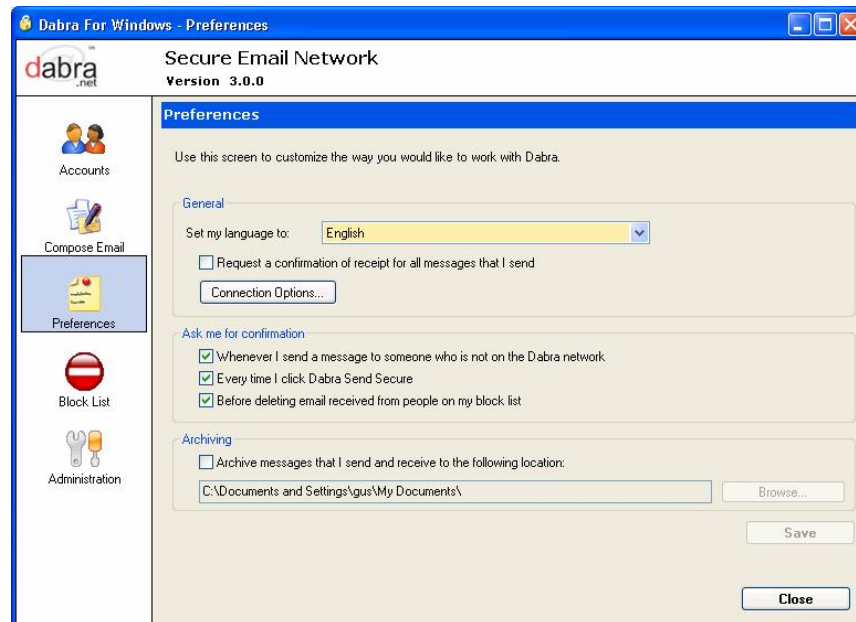 Dabra For Windows - Preferences
dabra
.net
Secure Email Network
Version 3.0.0
Accounts
Compose Email
Preferences
Block List
Administration
Preferences
Use this screen to customize the way you would like to work with Dabra.
General
Set my language to: English
Request a confirmation of receipt for all messages that I send
Connection Options...
Ask me for confirmation
Whenever I send a message to someone who is not on the Dabra network
Every time I click Dabra Send Secure
Before deleting email received from people on my block list
Archiving
Archive messages that I send and receive to the following location:
C:\Documents and Settings\gus\My Documents\ Browse...
Save
Close